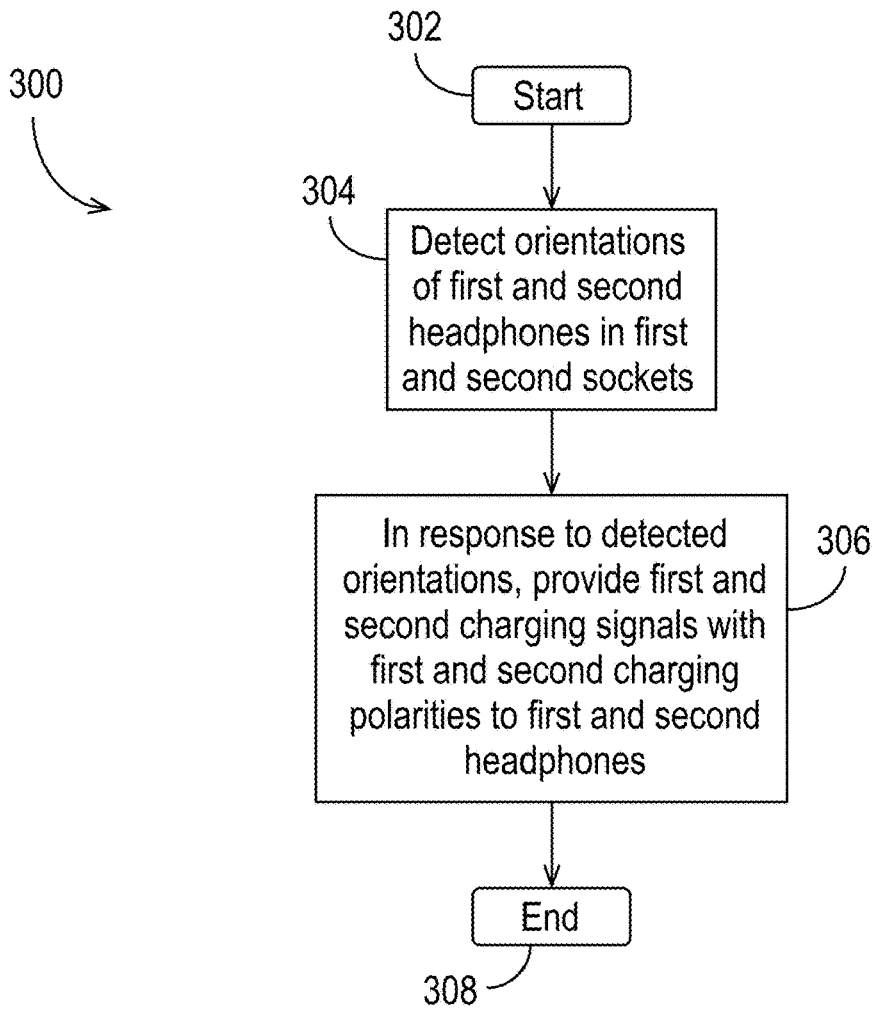 302
Start
300
304
Detect orientations
of first and second
headphones in first
and second sockets
In response to detected
orientations, provide first and
second charging signals with
first and second charging
polarities to first and second
headphones
306
End
308